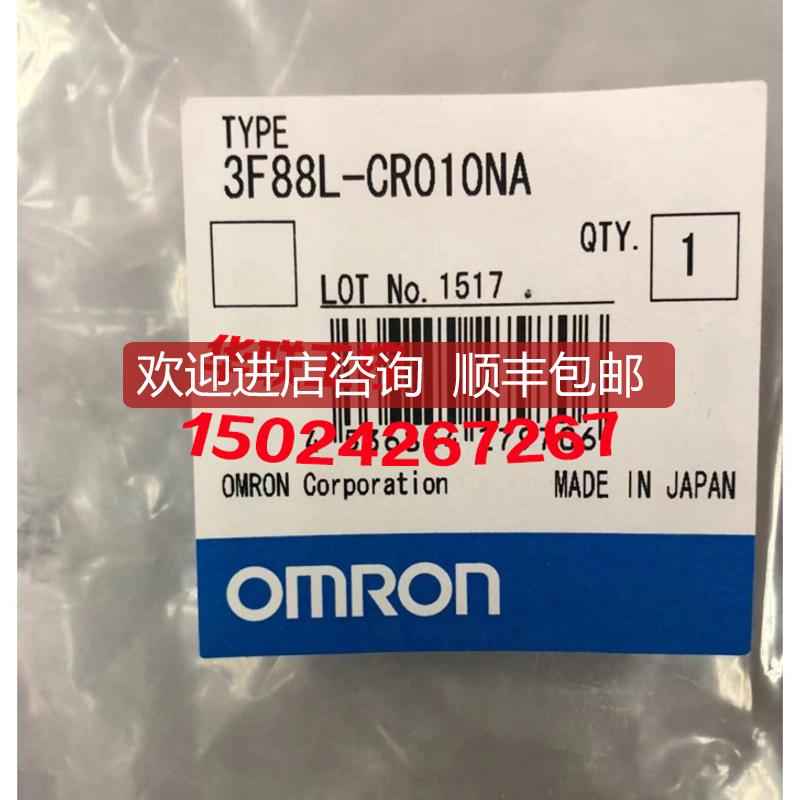 TYPE
3F88L-CR010NA
QTY. 1
LOT No. 1517
欢迎进店咨询 顺丰包邮
15024267267
OMRON Corporation MADE IN JAPAN
OMRON